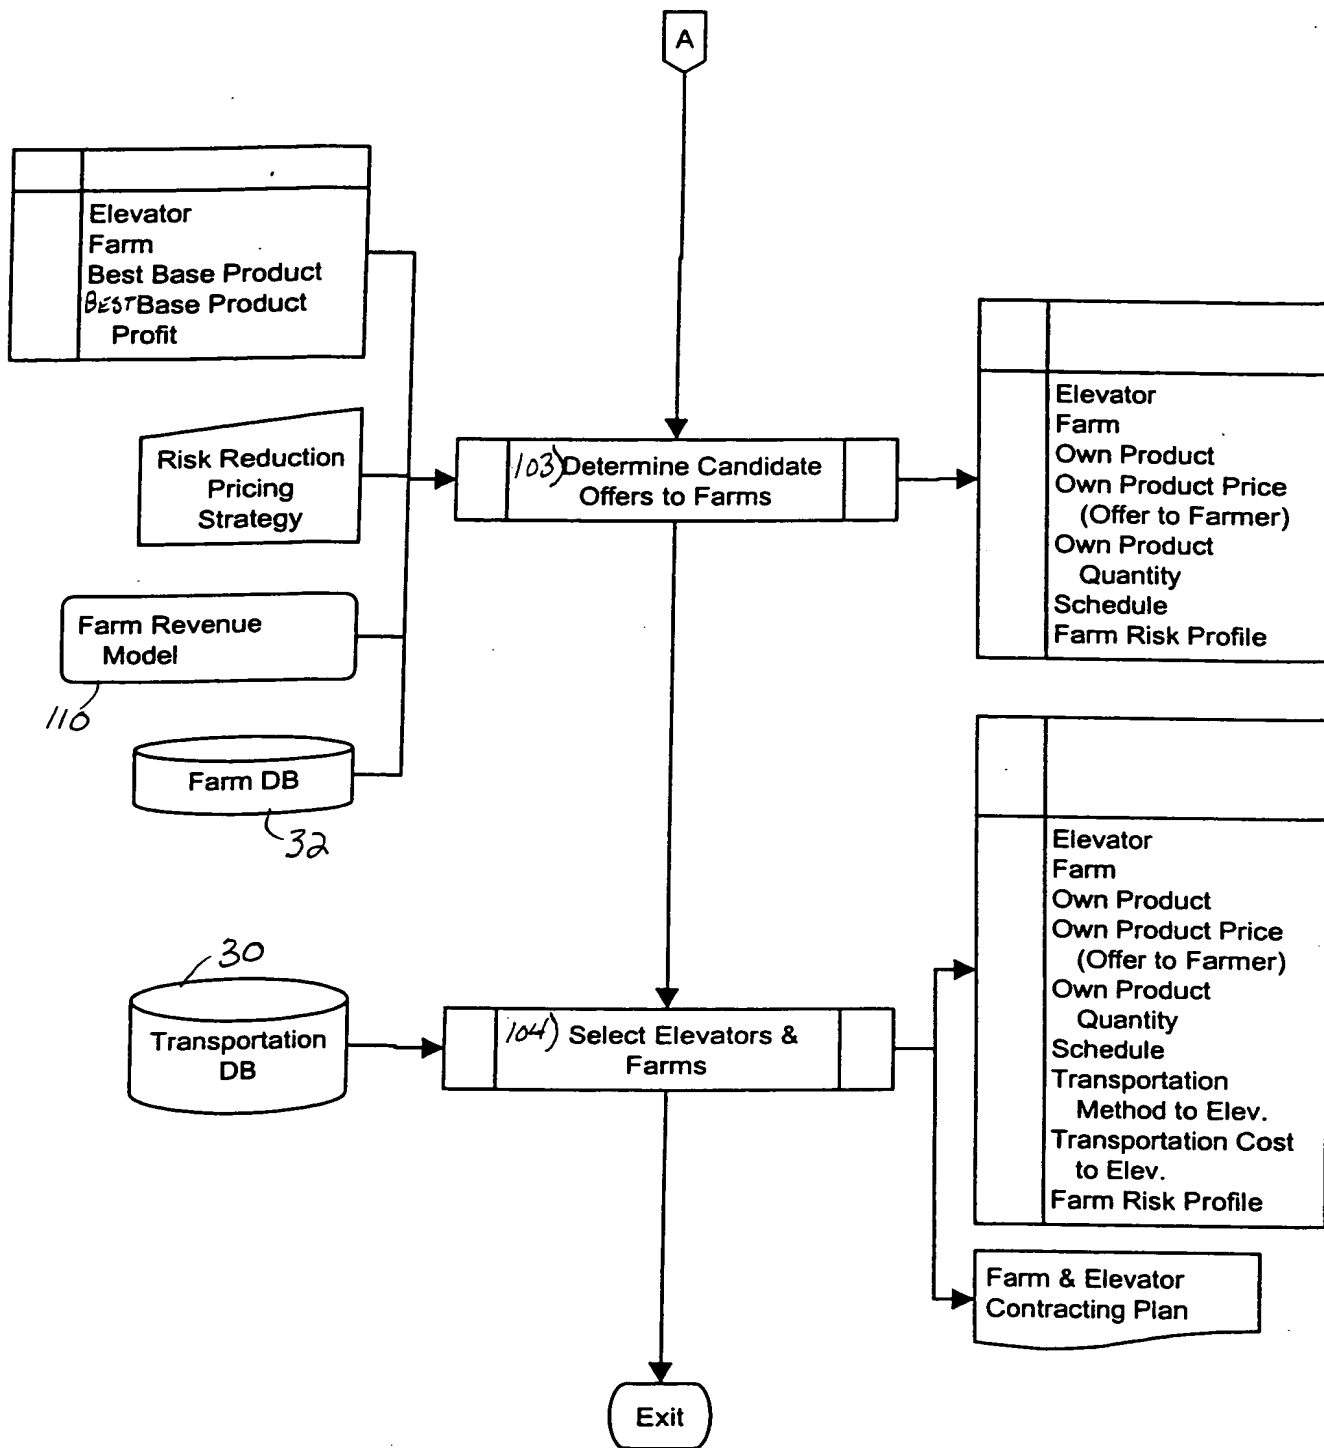 A
Elevator
Farm
Best Base Product
BEST Base Product
Profit
Risk Reduction
Pricing
Strategy
Farm Revenue
Model
110
Farm DB
32
103) Determine Candidate
Offers to Farms
Elevator
Farm
Own Product
Own Product Price
(Offer to Farmer)
Own Product
Quantity
Schedule
Farm Risk Profile
30
Transportation
DB
104) Select Elevators &
Farms
Elevator
Farm
Own Product
Own Product Price
(Offer to Farmer)
Own Product
Quantity
Schedule
Transportation
Method to Elev.
Transportation Cost
to Elev.
Farm Risk Profile
Farm & Elevator
Contracting Plan
Exit